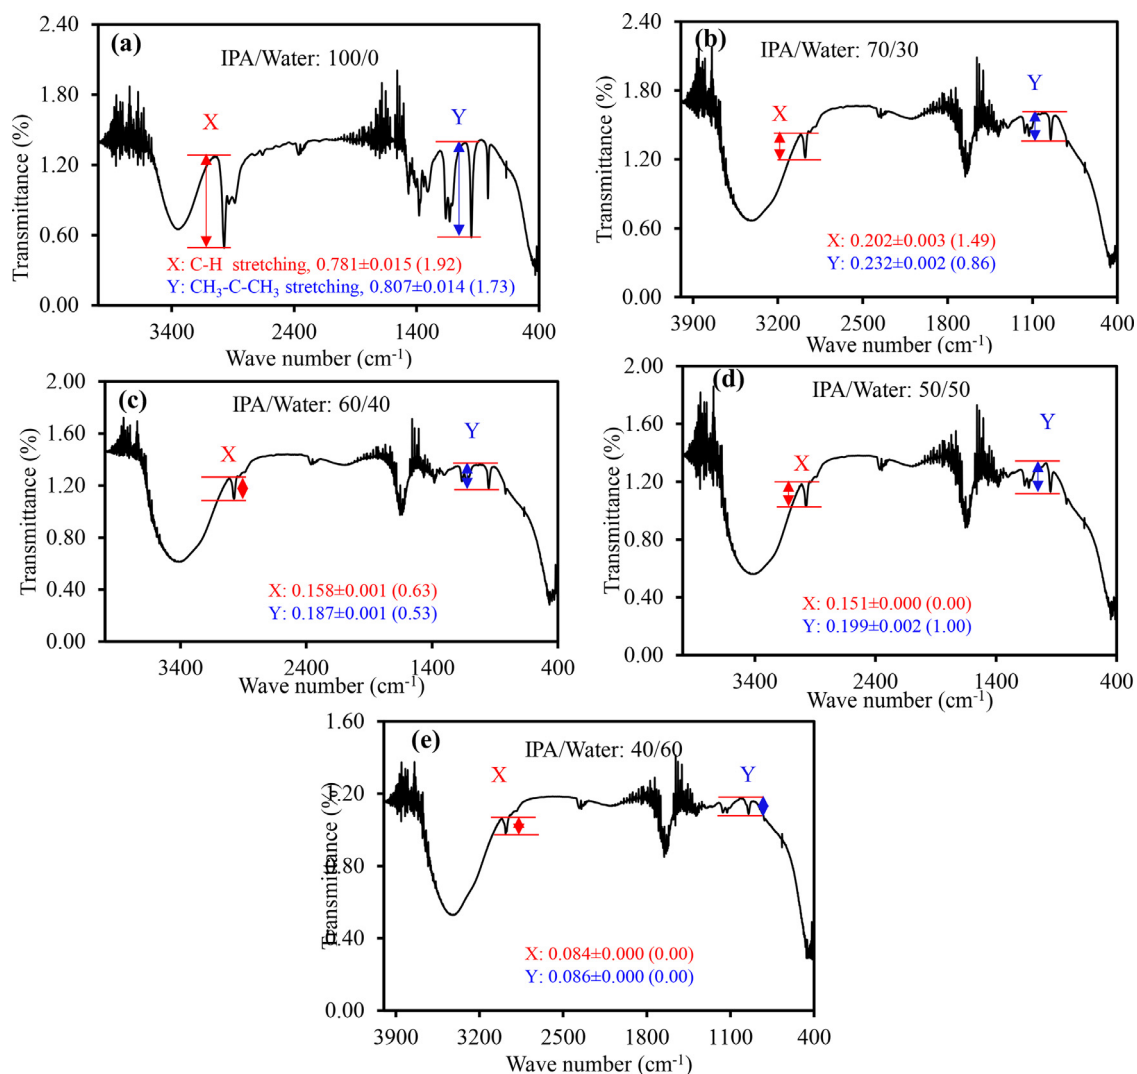 (a)
IPA/Water: 100/0
2.40
1.80
1.20
0.60
0.00
Transmittance (%)
X
Y
X: C-H stretching, 0.781±0.015 (1.92)
Y: CH₃-C-CH₃ stretching, 0.807±0.014 (1.73)
3400 2400 1400 400
Wave number (cm⁻¹)
(b)
IPA/Water: 70/30
2.40
1.80
1.20
0.60
0.00
Transmittance (%)
X
Y
X: 0.202±0.003 (1.49)
Y: 0.232±0.002 (0.86)
3900 3200 2500 1800 1100 400
Wave number (cm⁻¹)
(c)
IPA/Water: 60/40
2.00
1.60
1.20
0.80
0.40
0.00
Transmittance (%)
X
Y
X: 0.158±0.001 (0.63)
Y: 0.187±0.001 (0.53)
3400 2400 1400 400
Wave number (cm⁻¹)
(d)
IPA/Water: 50/50
2.00
1.60
1.20
0.80
0.40
0.00
Transmittance (%)
X
Y
X: 0.151±0.000 (0.00)
Y: 0.199±0.002 (1.00)
3400 2400 1400 400
Wave number (cm⁻¹)
(e)
IPA/Water: 40/60
1.60
1.20
0.80
0.40
0.00
Transmittance (%)
X
Y
X: 0.084±0.000 (0.00)
Y: 0.086±0.000 (0.00)
3900 3200 2500 1800 1100 400
Wave number (cm⁻¹)